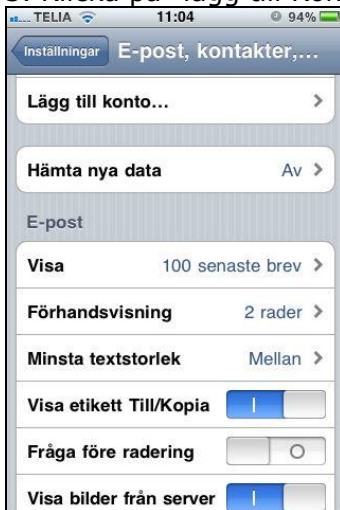 TELIA 11:04 94%
Inställningar E-post, kontakter,...
Lägg till konto...
Hämta nya data Av
E-post
Visa 100 senaste brev
Förhandsvisning 2 rader
Minsta textstorlek Mellan
Visa etikett Till/Kopia
Fråga före radering
Visa bilder från server